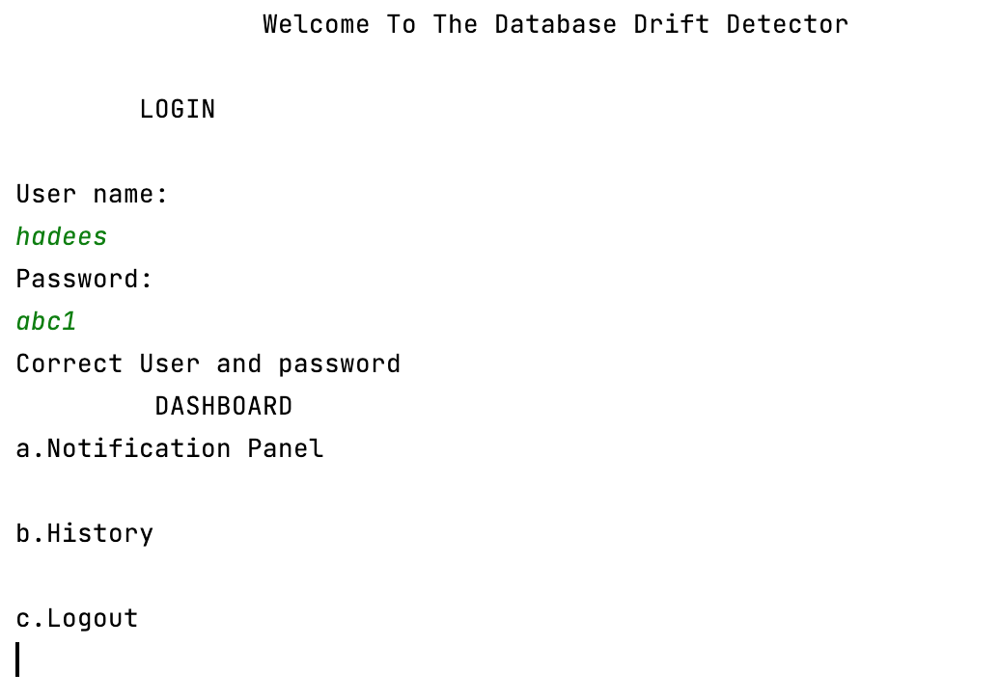 Welcome To The Database Drift Detector
LOGIN
User name:
hadees
Password:
abc1
Correct User and password
DASHBOARD
a.Notification Panel
b.History
c.Logout